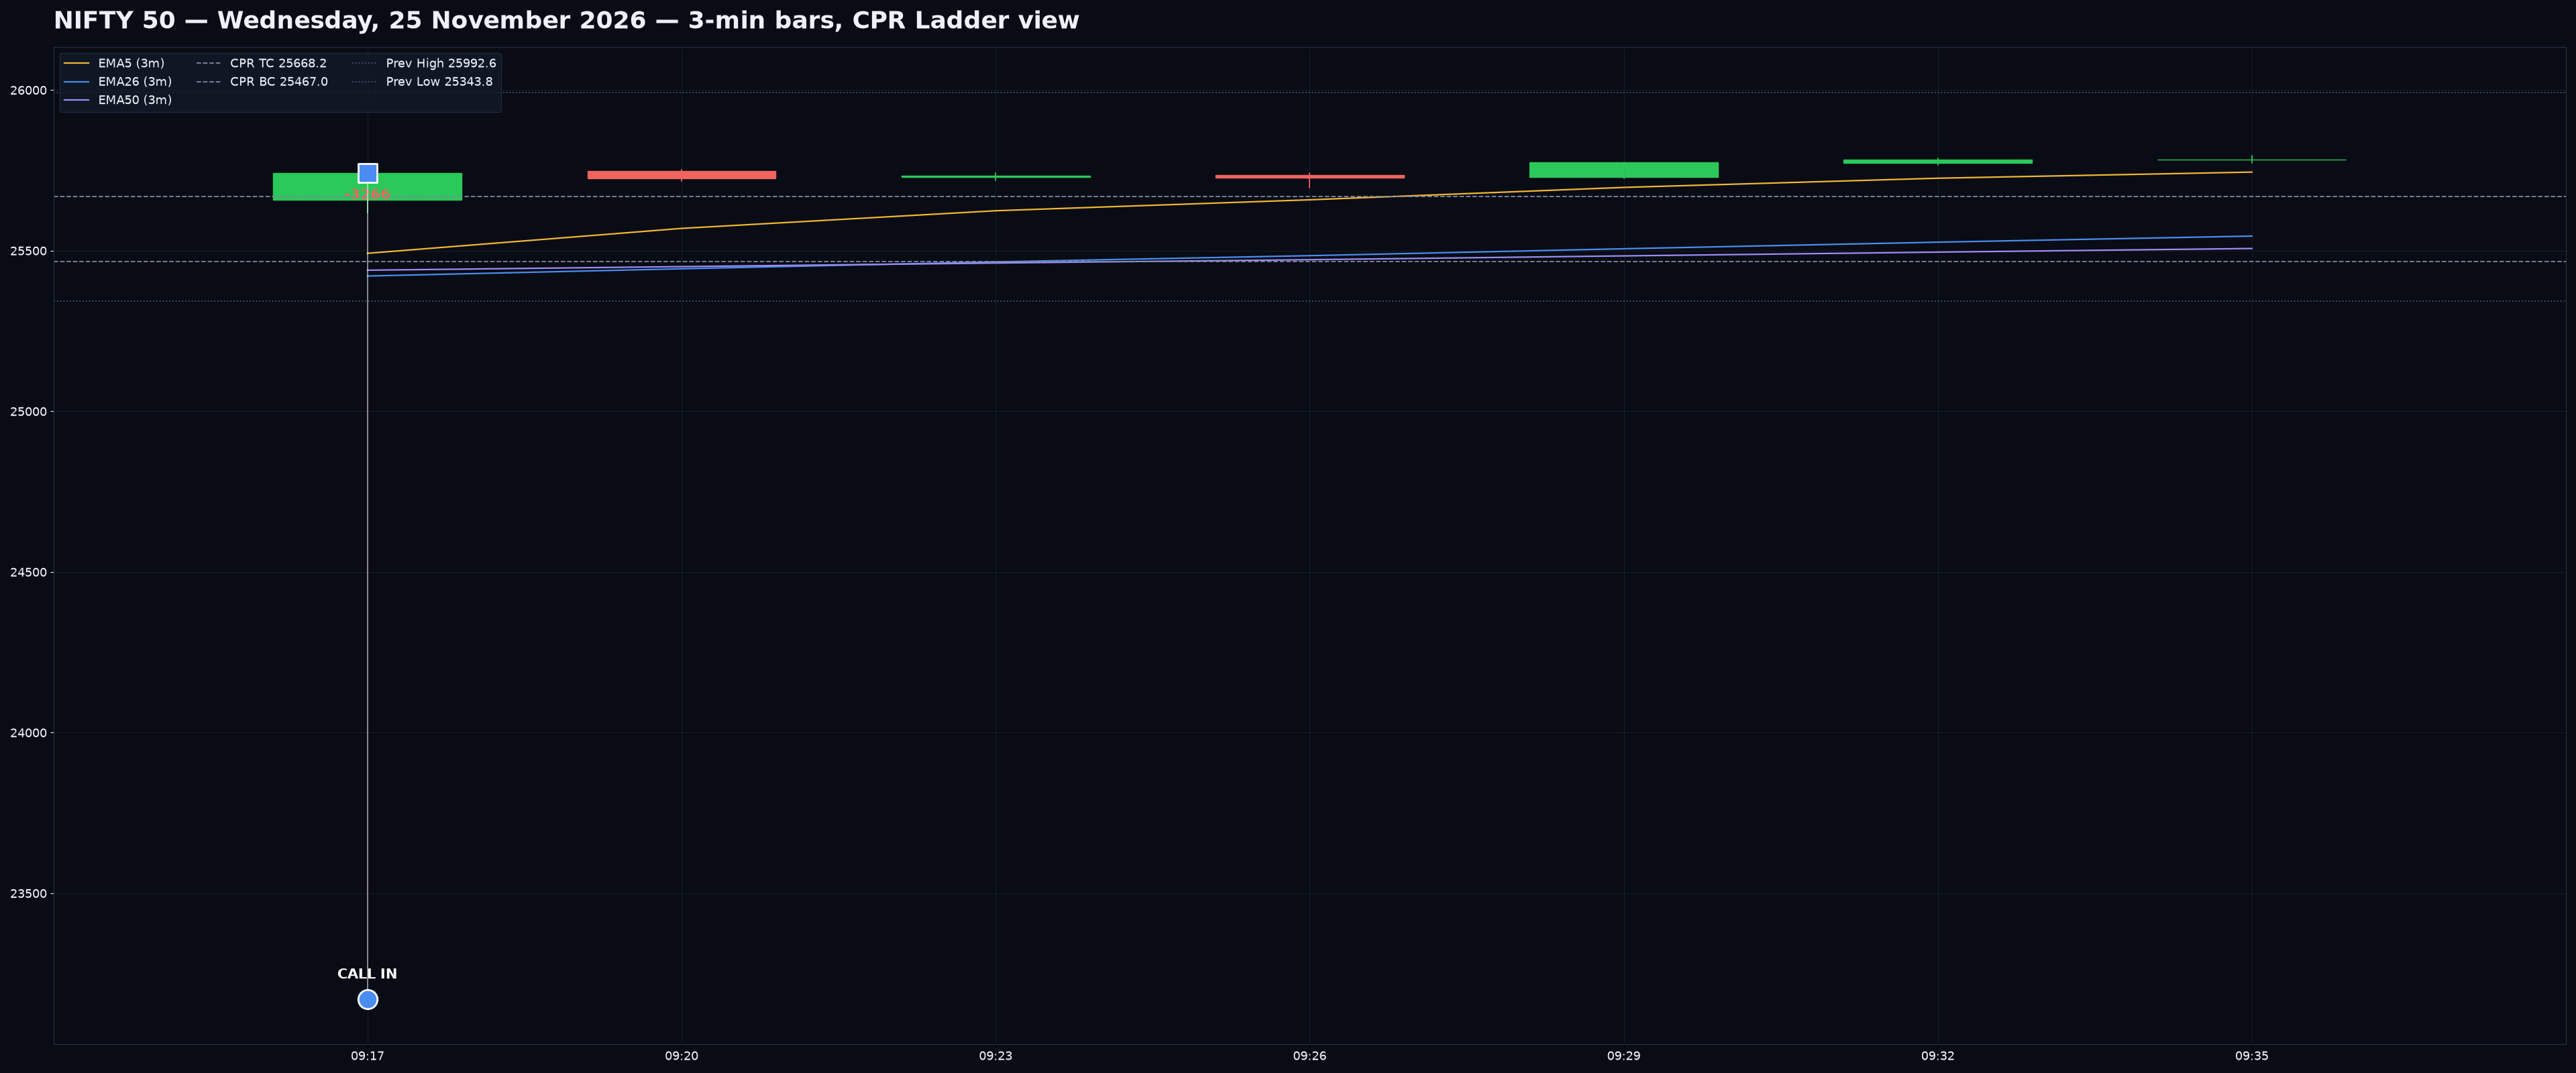 NIFTY 50 — Wednesday, 25 November 2026 — 3-min bars, CPR Ladder view
EMA5 (3m) CPR TC 25668.2 Prev High 25992.6
EMA26 (3m) CPR BC 25467.0 Prev Low 25343.8
EMA50 (3m)
26000
25500
25000
24500
24000
23500
CALL IN
09:17 09:20 09:23 09:26 09:29 09:32 09:35